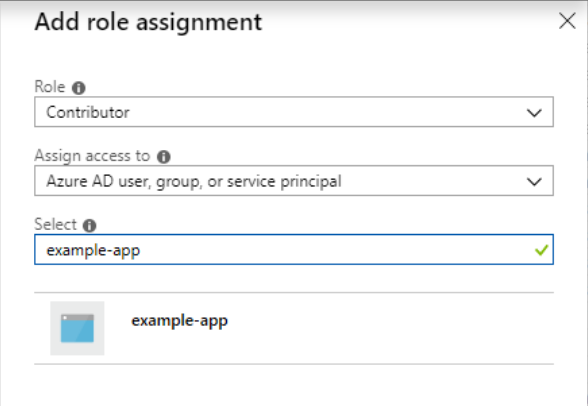 Add role assignment
Role
Contributor
Assign access to
Azure AD user, group, or service principal
Select
example-app
example-app